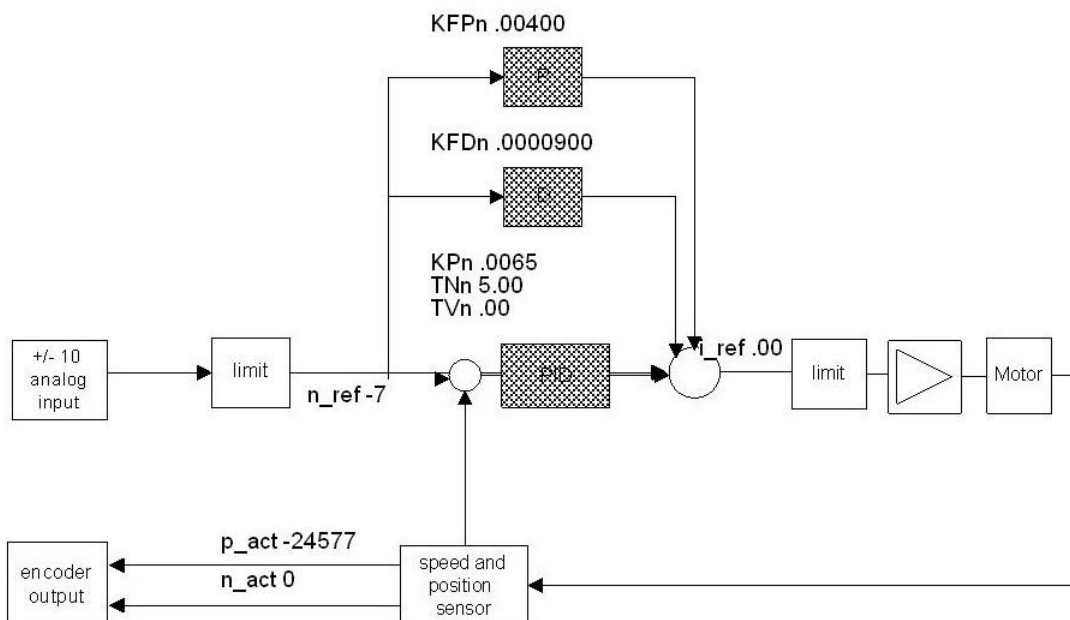 KFPn .00400
P
KFDn .0000900
D
KPn .0065
TNn 5.00
TVn .00
+/- 10
analog
input
limit
n_ref -7
PID
i_ref .00
limit
Motor
p_act -24577
n_act 0
encoder
output
speed and
position
sensor